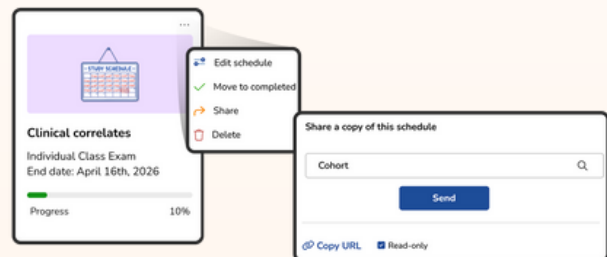 ...
STUDY SCHEDULE
Clinical correlates
Individual Class Exam
End date: April 16th, 2026
Progress 10%
Edit schedule
Move to completed
Share
Delete
Share a copy of this schedule
Cohort
Send
Copy URL Read-only